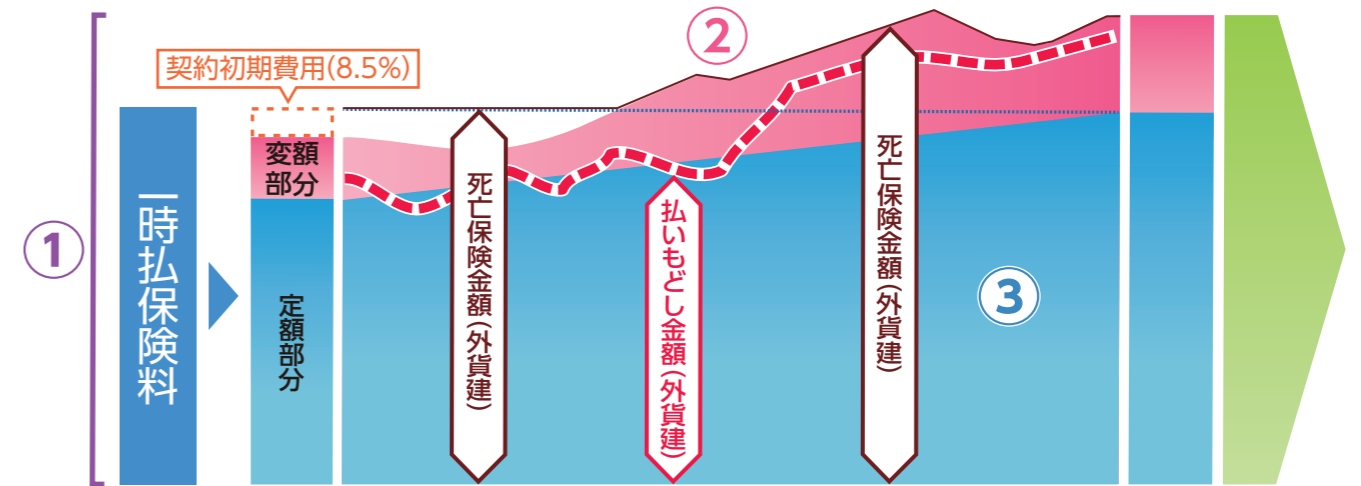 ①
一時払保険料
契約初期費用(8.5%)
変額
部分
定額部分
死亡保険金額(外貨建)
払いもどし金額(外貨建)
②
死亡保険金額(外貨建)
③